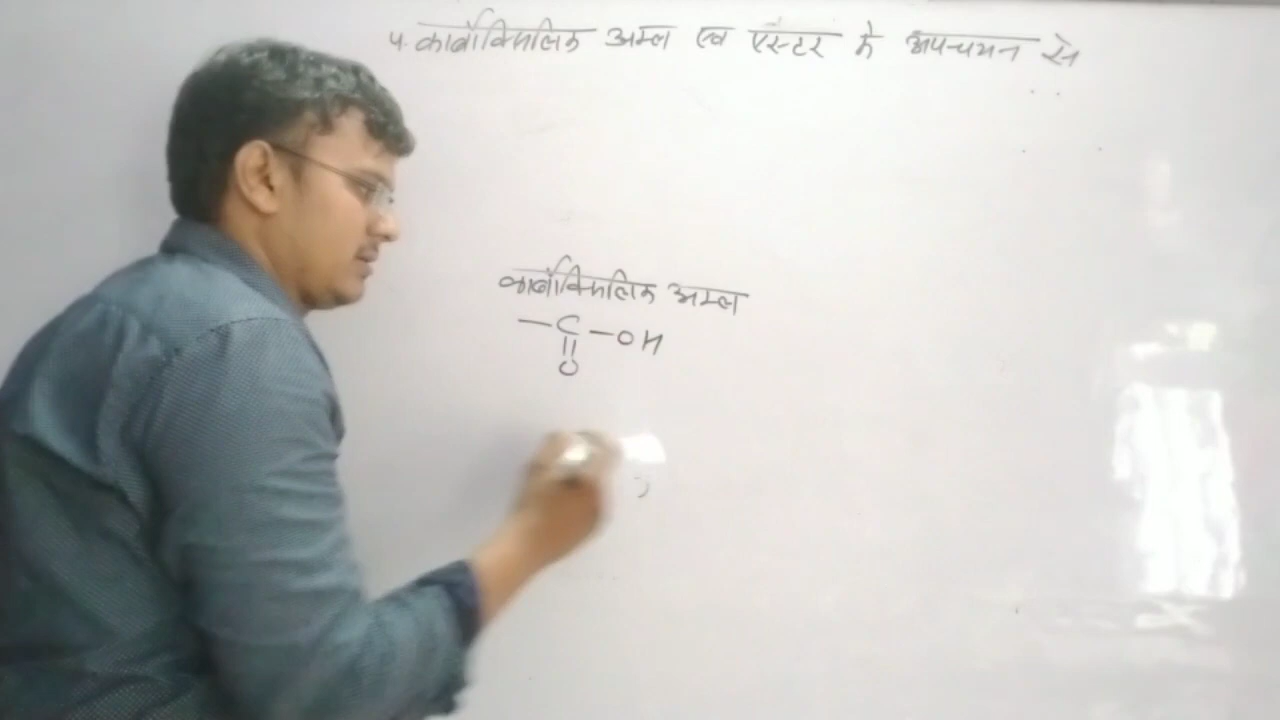 4. कार्बोक्सिलिक अम्ल एवं एस्टर के अपचयन से
कार्बोक्सिलिक अम्ल
— C — OH
||
O